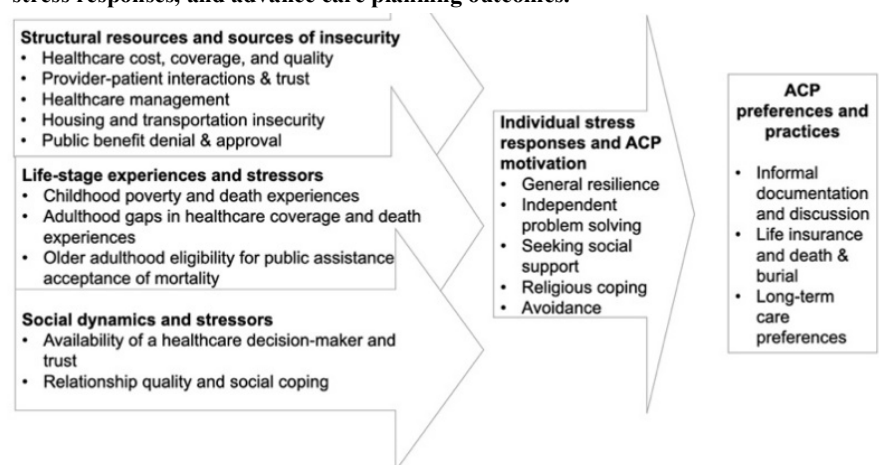 stress responses, and advance care planning outcomes.
Structural resources and sources of insecurity
• Healthcare cost, coverage, and quality
• Provider-patient interactions & trust
• Healthcare management
• Housing and transportation insecurity
• Public benefit denial & approval
Life-stage experiences and stressors
• Childhood poverty and death experiences
• Adulthood gaps in healthcare coverage and death
experiences
• Older adulthood eligibility for public assistance
acceptance of mortality
Social dynamics and stressors
• Availability of a healthcare decision-maker and
trust
• Relationship quality and social coping
Individual stress
responses and ACP
motivation
• General resilience
• Independent
problem solving
• Seeking social
support
• Religious coping
• Avoidance
ACP
preferences and
practices
• Informal
documentation
and discussion
• Life insurance
and death &
burial
• Long-term
care
preferences